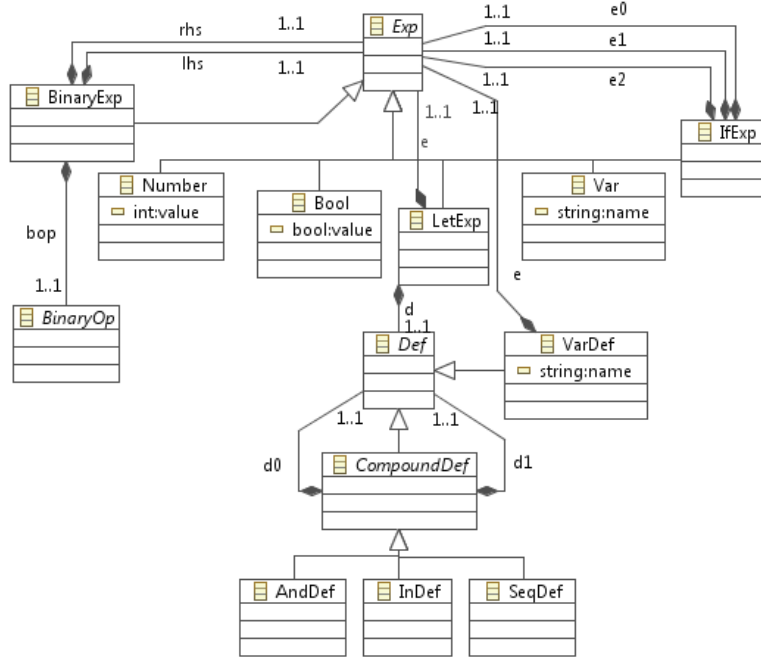 Exp
rhs
1..1
lhs
1..1
1..1
e0
1..1
e1
1..1
e2
1..1
1..1
e
BinaryExp
IfExp
Number
int:value
Bool
bool:value
LetExp
Var
string:name
bop
1..1
BinaryOp
e
d
1..1
Def
VarDef
string:name
1..1
1..1
d0
d1
CompoundDef
AndDef
InDef
SeqDef